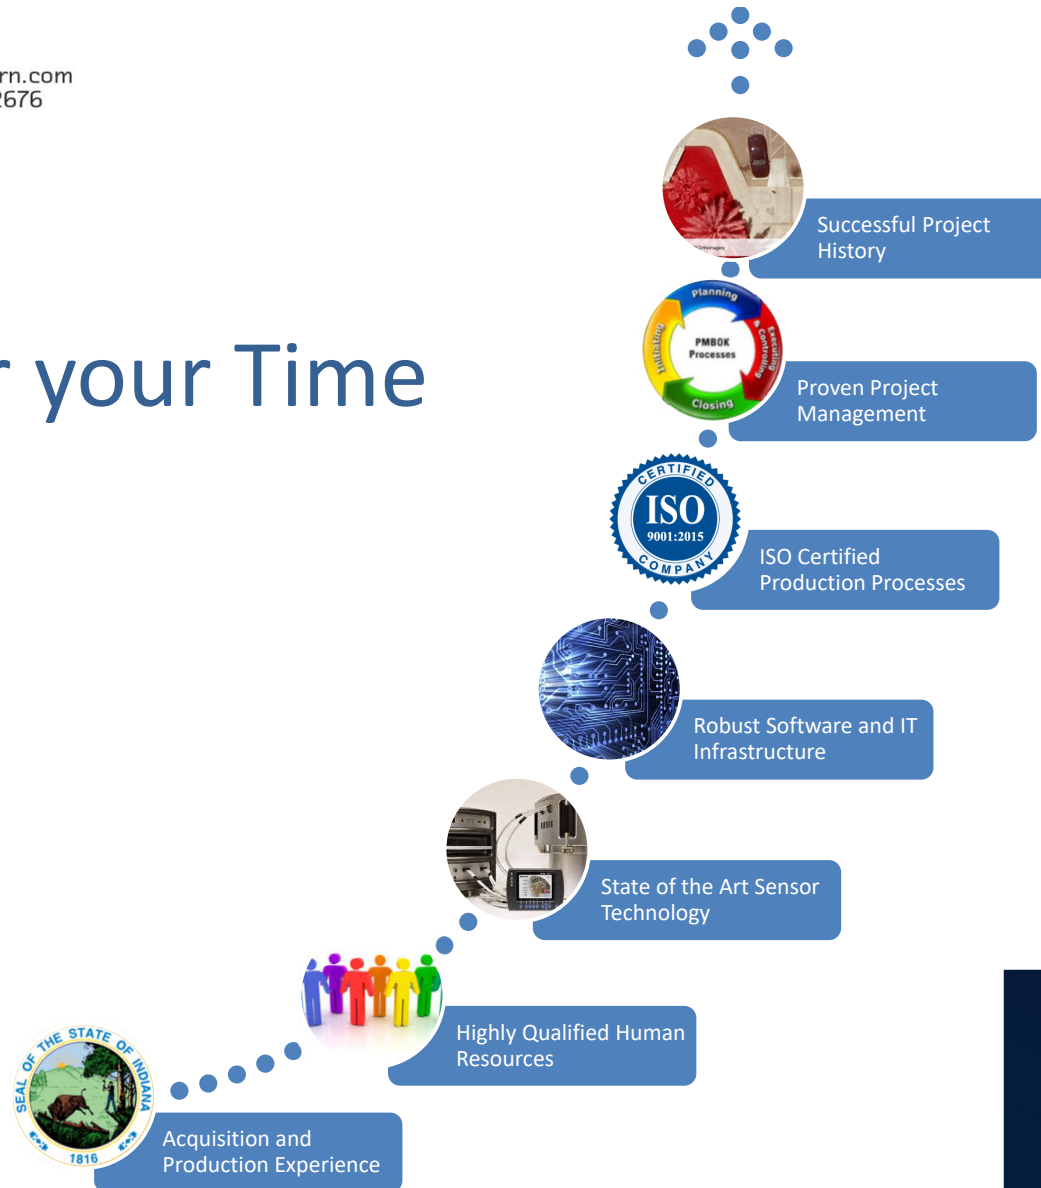 rn.com
2676
r your Time
Successful Project
History
Planning
Executing
& Controlling
Closing
Initiating
PMBOK
Processes
Proven Project
Management
CERTIFIED
ISO
9001:2015
COMPANY
ISO Certified
Production Processes
Robust Software and IT
Infrastructure
State of the Art Sensor
Technology
Highly Qualified Human
Resources
SEAL OF THE STATE OF INDIANA
1816
Acquisition and
Production Experience